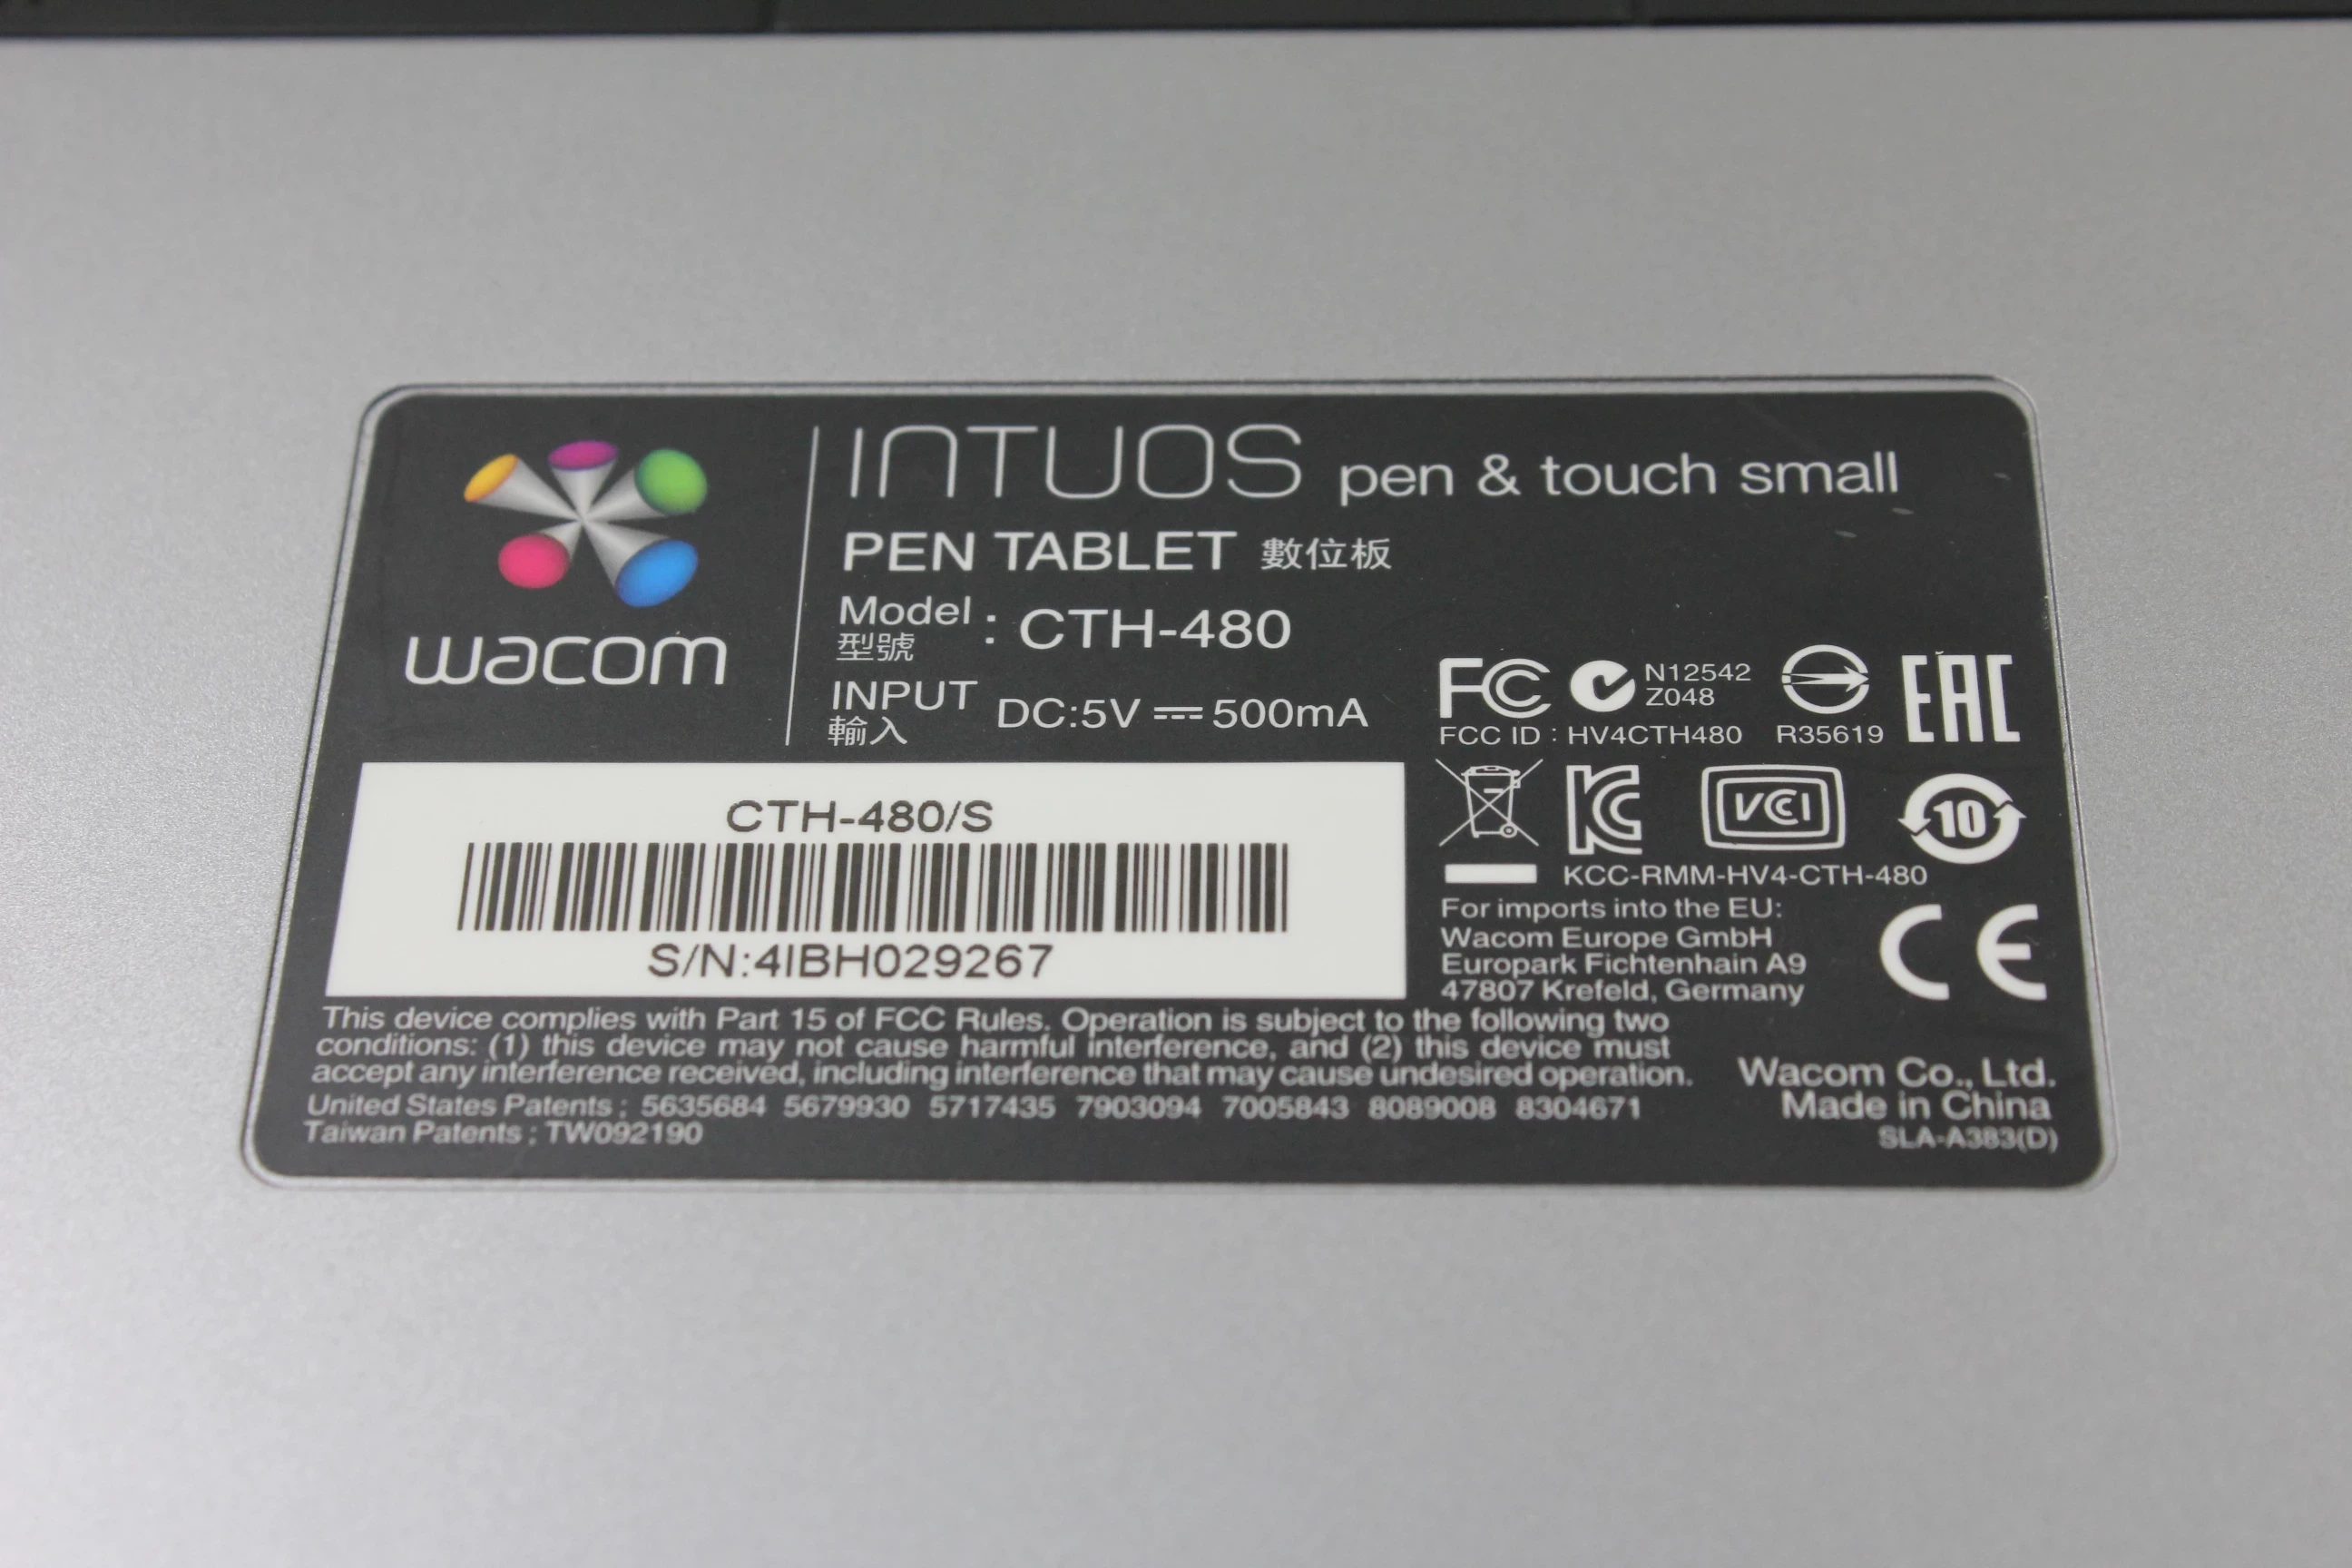 wacom
INTUOS pen & touch small
PEN TABLET 數位板
Model : CTH-480
型號
INPUT DC:5V ⎓ 500mA
輸入
FC N12542 EAC
Z048
FCC ID : HV4CTH480 R35619
CTH-480/S
S/N:4IBH029267
KC VCCI 10
KCC-RMM-HV4-CTH-480
For imports into the EU:
Wacom Europe GmbH
Europark Fichtenhain A9
47807 Krefeld, Germany
CE
This device complies with Part 15 of FCC Rules. Operation is subject to the following two
conditions: (1) this device may not cause harmful interference, and (2) this device must
accept any interference received, including interference that may cause undesired operation.
United States Patents : 5635684 5679930 5717435 7903094 7005843 8089008 8304671
Taiwan Patents : TW092190
Wacom Co., Ltd.
Made in China
SLA-A383(D)